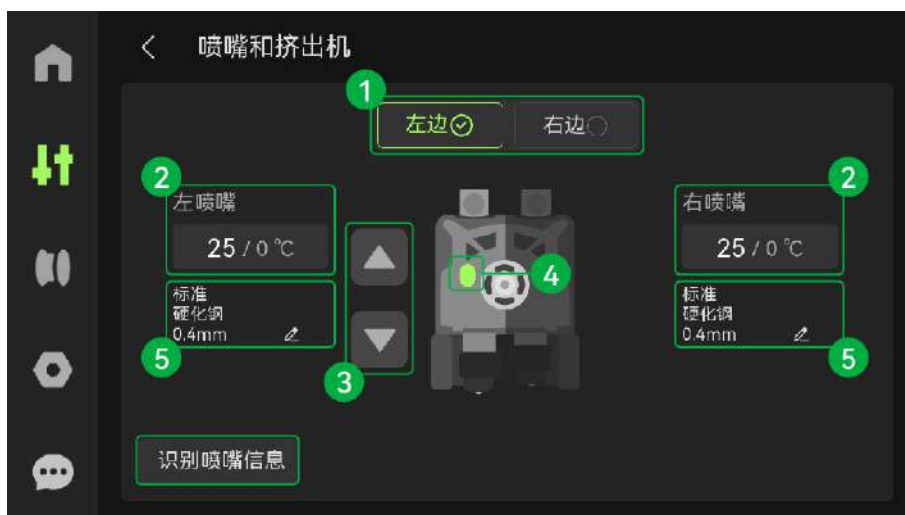 喷嘴和挤出机
1
左边
右边
2
左喷嘴
25 / 0 ℃
2
右喷嘴
25 / 0 ℃
4
标准
硬化钢
0.4mm
5
标准
硬化钢
0.4mm
5
3
识别喷嘴信息